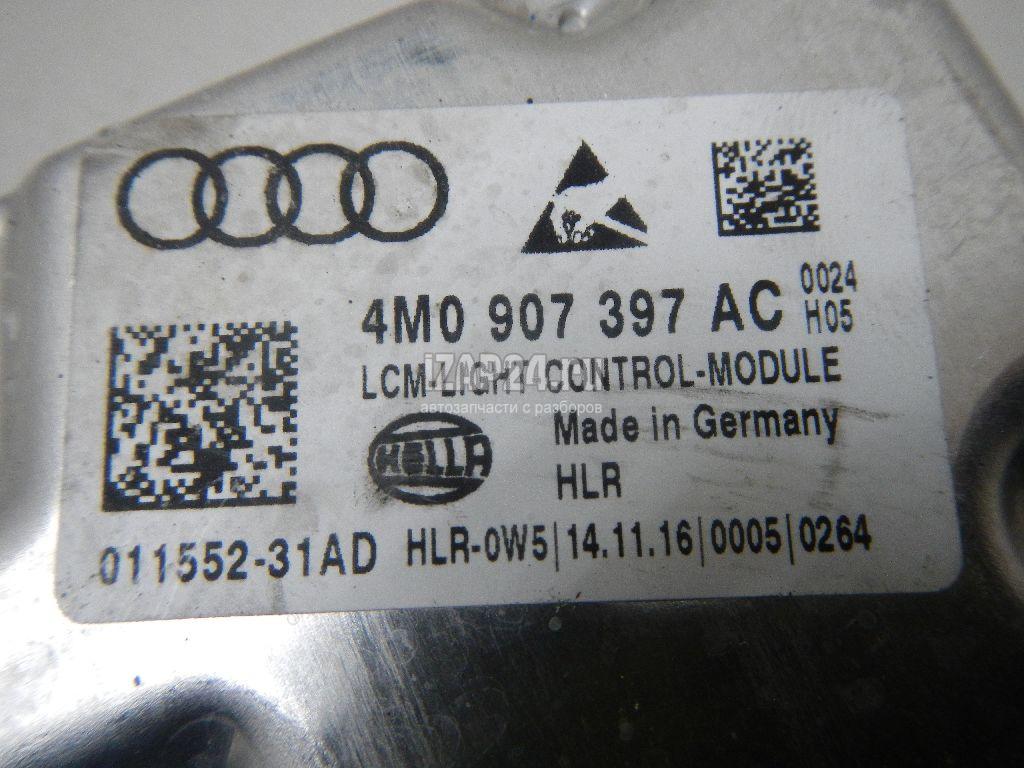 4M0 907 397 AC 0024
H05
LCM-LIGHT-CONTROL-MODULE
автозапчасти с разборов
Made in Germany
HELLA
HLR
011552-31AD HLR-0W5|14.11.16|0005|0264